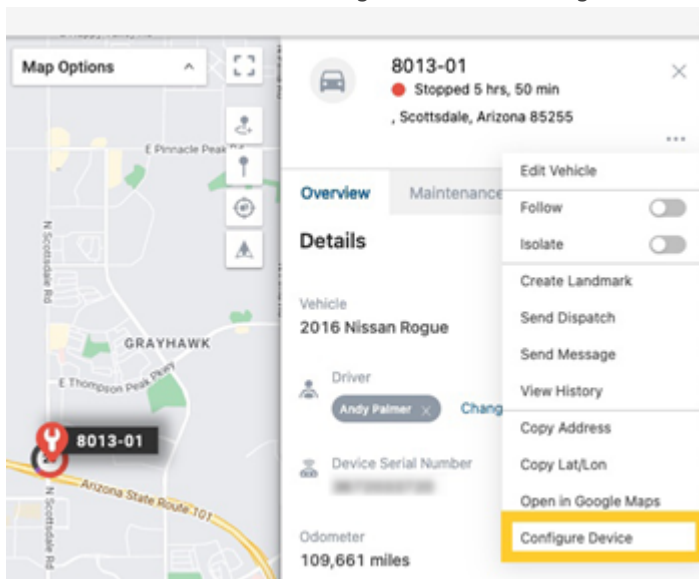 Map Options
8013-01
Stopped 5 hrs, 50 min
, Scottsdale, Arizona 85255
Edit Vehicle
Follow
Isolate
Create Landmark
Send Dispatch
Send Message
View History
Copy Address
Copy Lat/Lon
Open in Google Maps
Configure Device
Overview
Maintenance
Details
Vehicle
2016 Nissan Rogue
Driver
Andy Palmer
Chang
Device Serial Number
Odometer
109,661 miles
E Pinnacle Peak
N Scottsdale Rd
GRAYHAWK
E Thompson Peak Pkwy
8013-01
Arizona State Route 101
N Scottsdale Rd